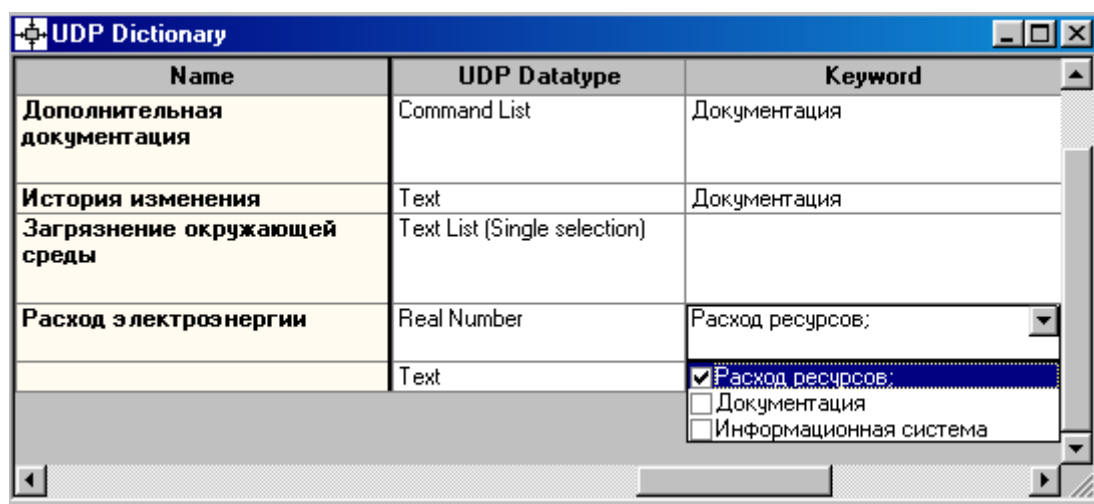 UDP Dictionary
Name UDP Datatype Keyword
Дополнительная Command List Документация
документация
История изменения Text Документация
Загрязнение окружающей Text List (Single selection)
среды
Расход электроэнергии Real Number Расход ресурсов;
Text Расход ресурсов;
Документация
Информационная система